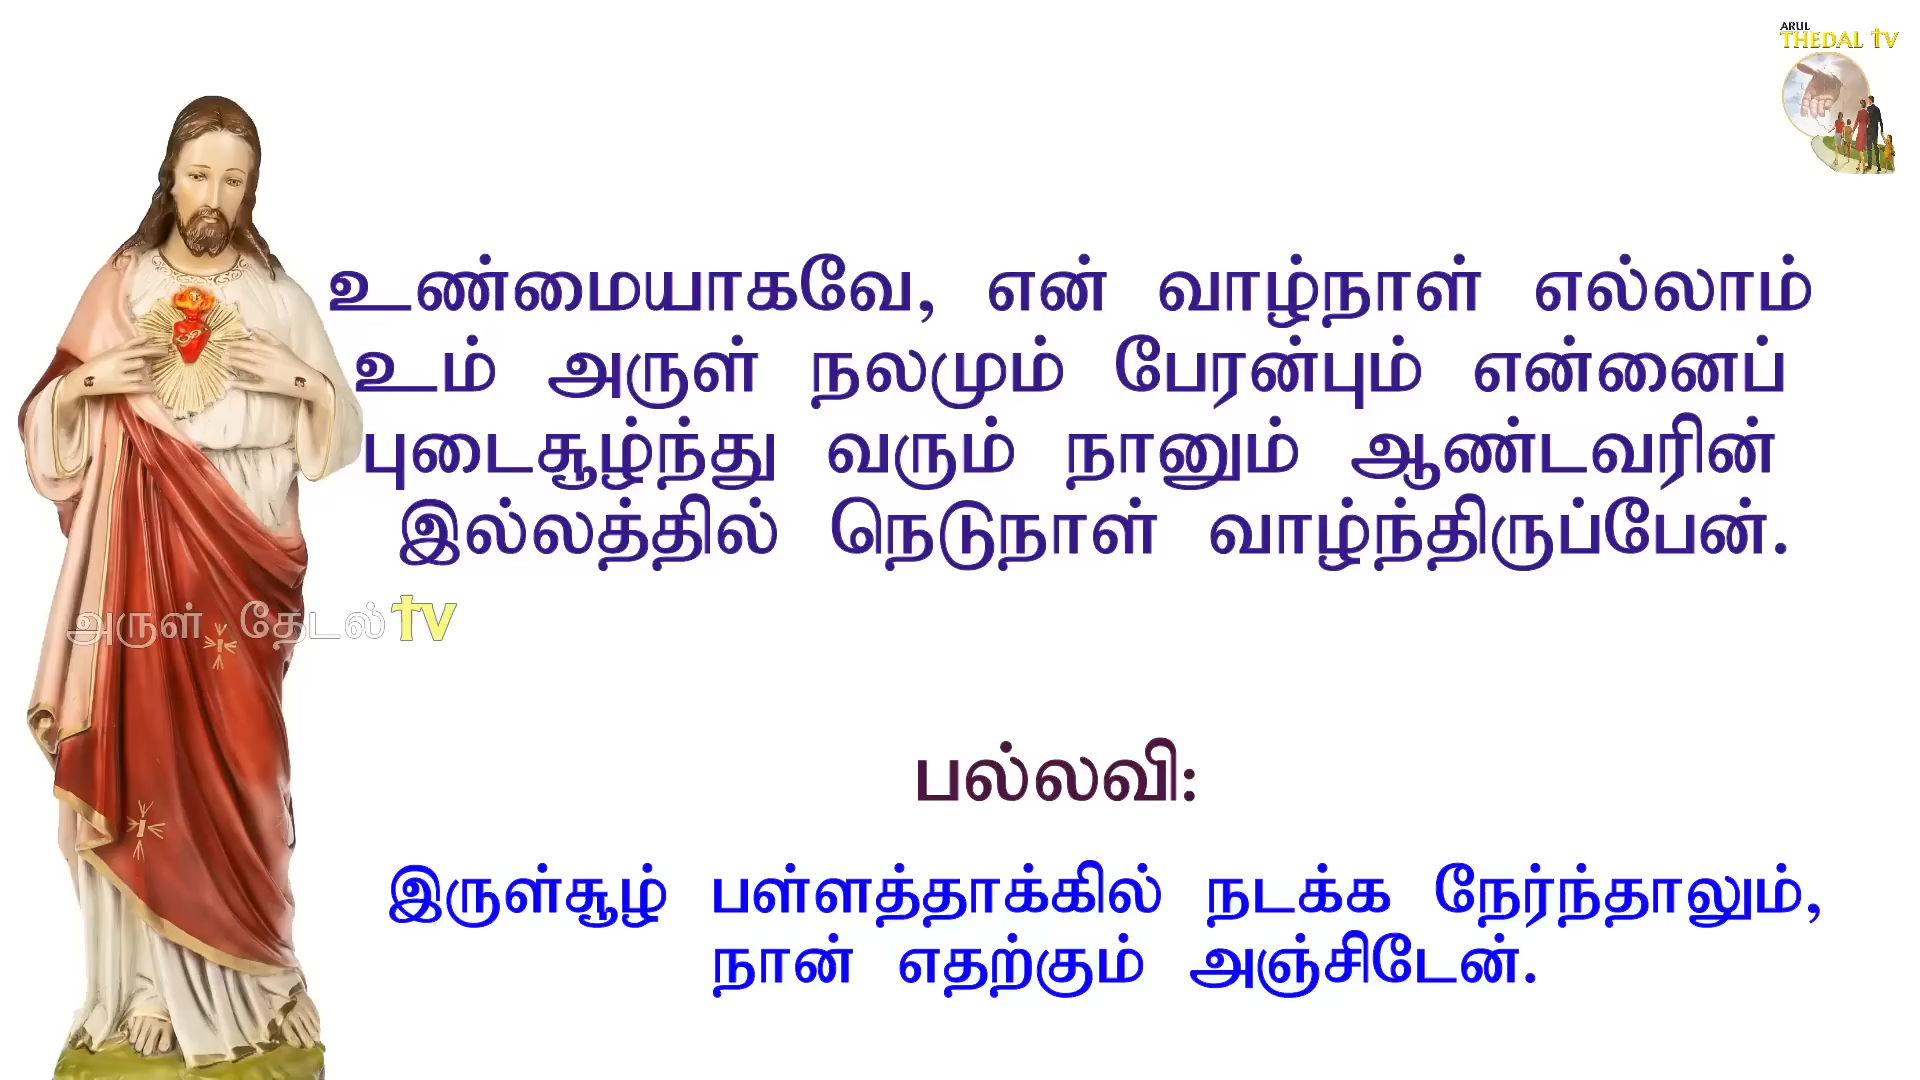 ARUL
THEDAL TV
உண்மையாகவே, என் வாழ்நாள் எல்லாம்
உம் அருள் நலமும் பேரன்பும் என்னைப்
புடைசூழ்ந்து வரும் நானும் ஆண்டவரின்
இல்லத்தில் நெடுநாள் வாழ்ந்திருப்பேன்.
அருள் தேடல் TV
பல்லவி:
இருள்சூழ் பள்ளத்தாக்கில் நடக்க நேர்ந்தாலும்,
நான் எதற்கும் அஞ்சிடேன்.